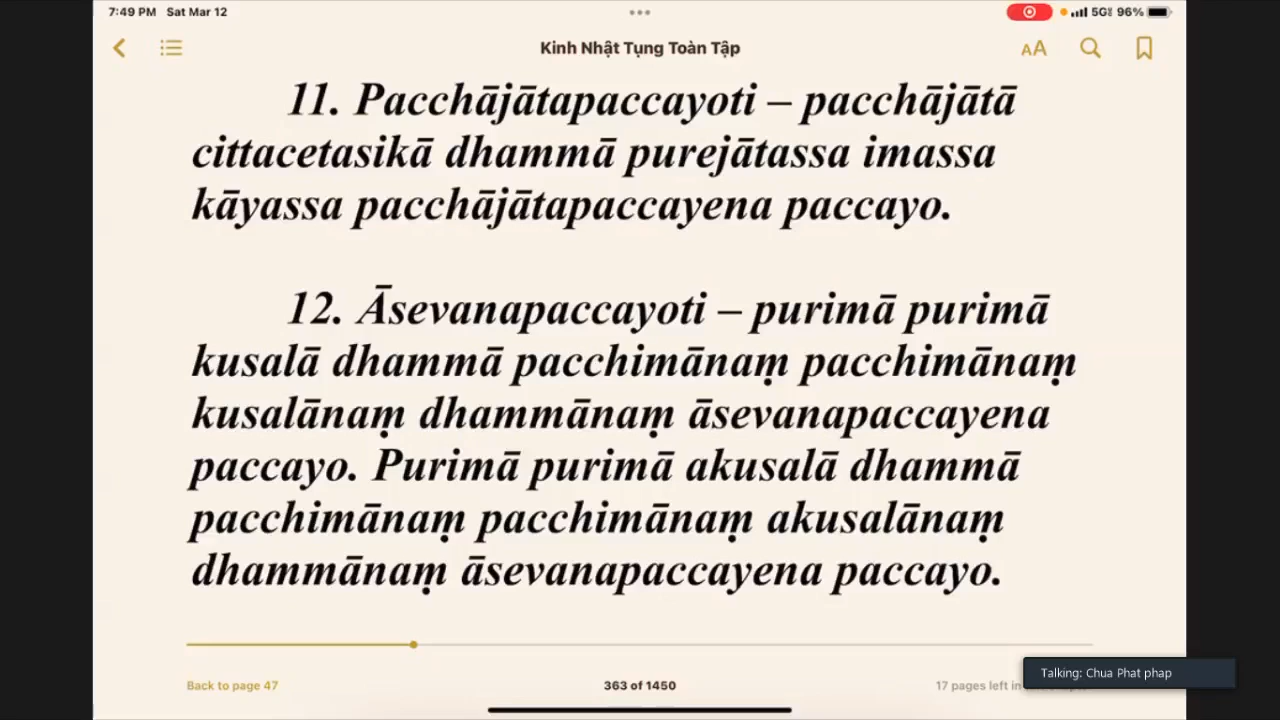 7:49 PM Sat Mar 12
5G 96%
Kinh Nhật Tụng Toàn Tập
AA
11. Pacchājātapaccayoti – pacchājātā
cittacetasikā dhammā purejātassa imassa
kāyassa pacchājātapaccayena paccayo.
12. Āsevanapaccayoti – purimā purimā
kusalā dhammā pacchimānaṃ pacchimānaṃ
kusalānaṃ dhammānaṃ āsevanapaccayena
paccayo. Purimā purimā akusalā dhammā
pacchimānaṃ pacchimānaṃ akusalānaṃ
dhammānaṃ āsevanapaccayena paccayo.
Back to page 47
363 of 1450
17 pages left in
Talking: Chua Phat phap